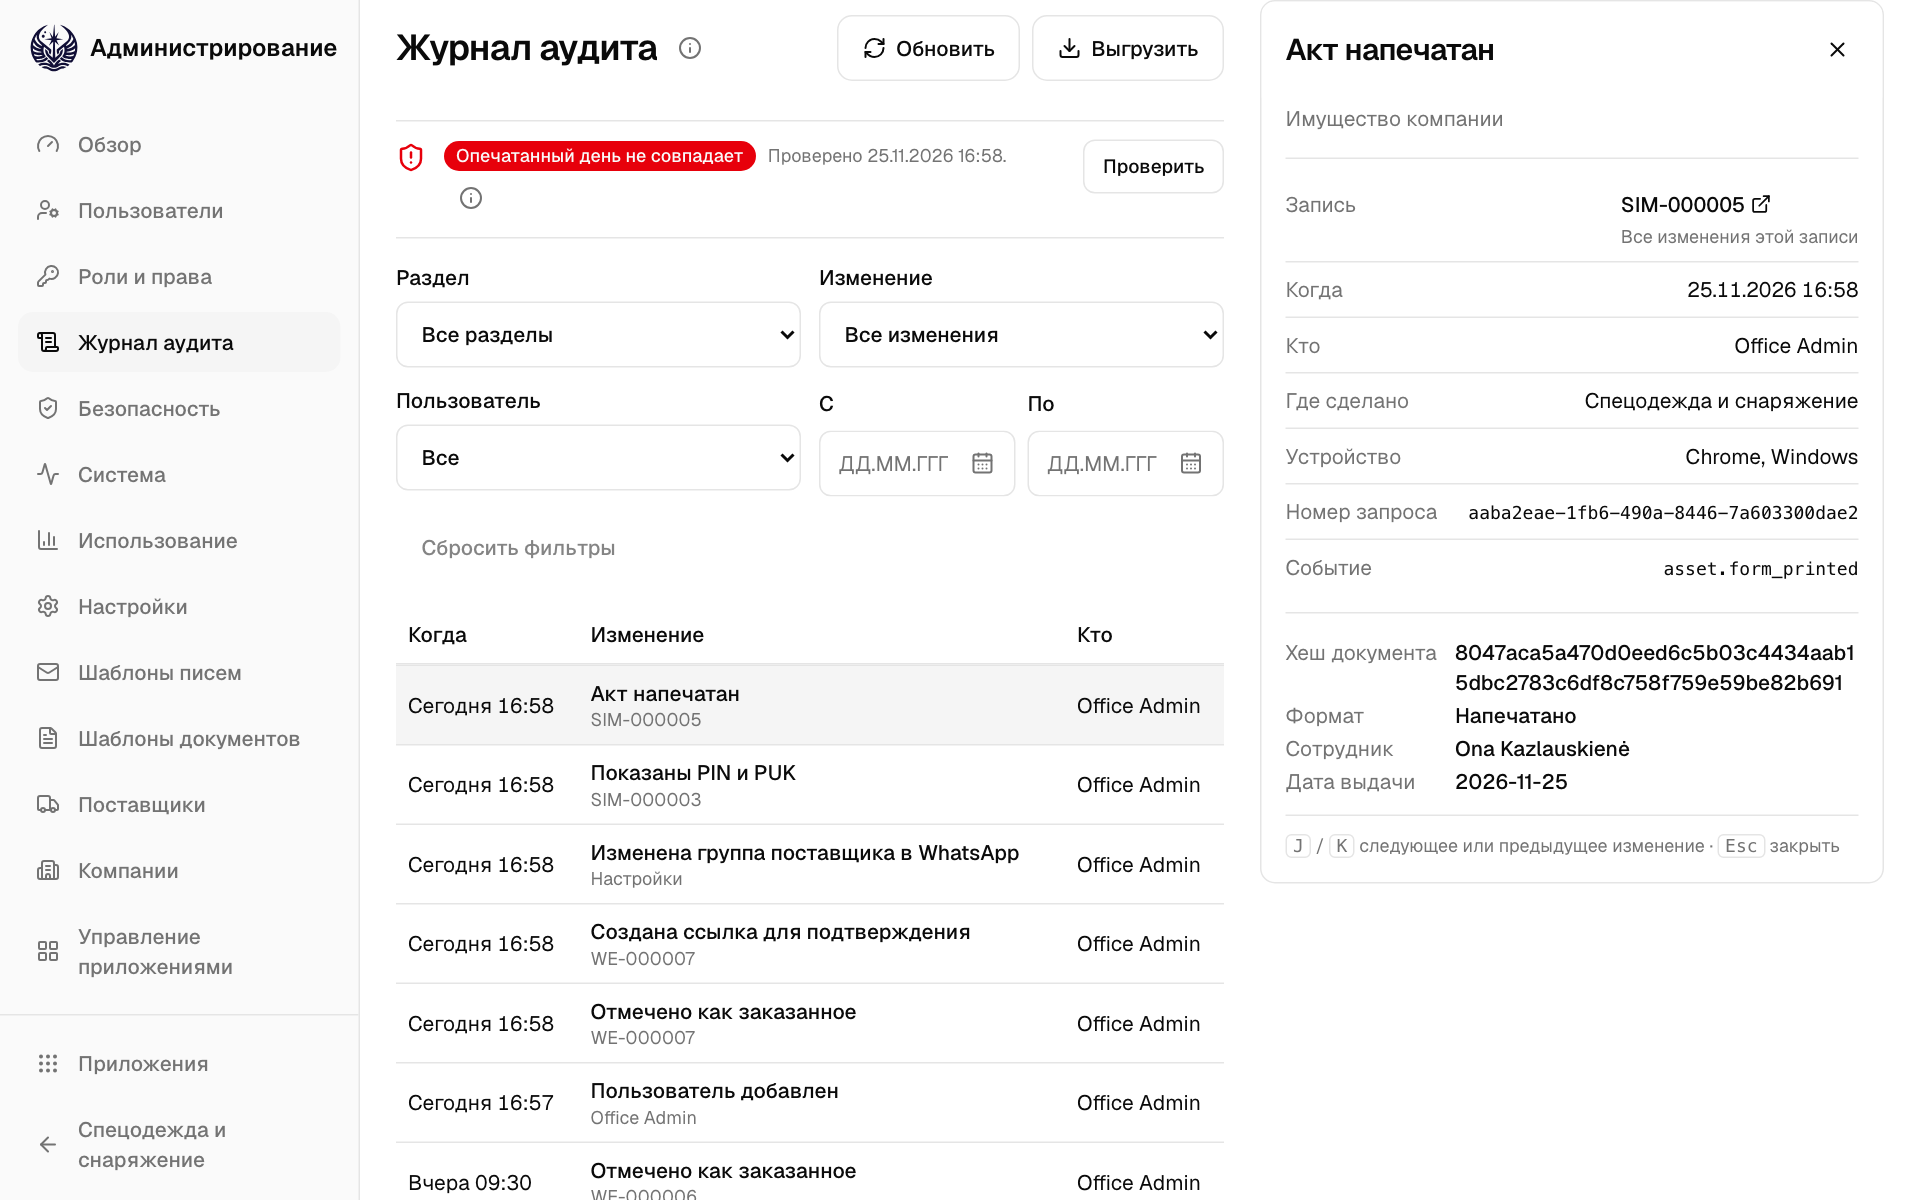 Администрирование
Обзор
Пользователи
Роли и права
Журнал аудита
Безопасность
Система
Использование
Настройки
Шаблоны писем
Шаблоны документов
Поставщики
Компании
Управление
приложениями
Приложения
Спецодежда и
снаряжение
Журнал аудита
Обновить
Выгрузить
Опечатанный день не совпадает
Проверено 25.11.2026 16:58.
Проверить
Раздел
Изменение
Все разделы
Все изменения
Пользователь
С
По
Все
ДД.ММ.ГГГ
ДД.ММ.ГГГ
Сбросить фильтры
Когда
Изменение
Кто
Сегодня 16:58
Акт напечатан
SIM-000005
Office Admin
Сегодня 16:58
Показаны PIN и PUK
SIM-000003
Office Admin
Сегодня 16:58
Изменена группа поставщика в WhatsApp
Настройки
Office Admin
Сегодня 16:58
Создана ссылка для подтверждения
WE-000007
Office Admin
Сегодня 16:58
Отмечено как заказанное
WE-000007
Office Admin
Сегодня 16:57
Пользователь добавлен
Office Admin
Office Admin
Вчера 09:30
Отмечено как заказанное
WE-000006
Office Admin
Акт напечатан
Имущество компании
Запись
SIM-000005
Все изменения этой записи
Когда
25.11.2026 16:58
Кто
Office Admin
Где сделано
Спецодежда и снаряжение
Устройство
Chrome, Windows
Номер запроса
aaba2eae-1fb6-490a-8446-7a603300dae2
Событие
asset.form_printed
Хеш документа
8047aca5a470d0eed6c5b03c4434aab1
5dbc2783c6df8c758f759e59be82b691
Формат
Напечатано
Сотрудник
Ona Kazlauskienė
Дата выдачи
2026-11-25
J / K следующее или предыдущее изменение · Esc закрыть